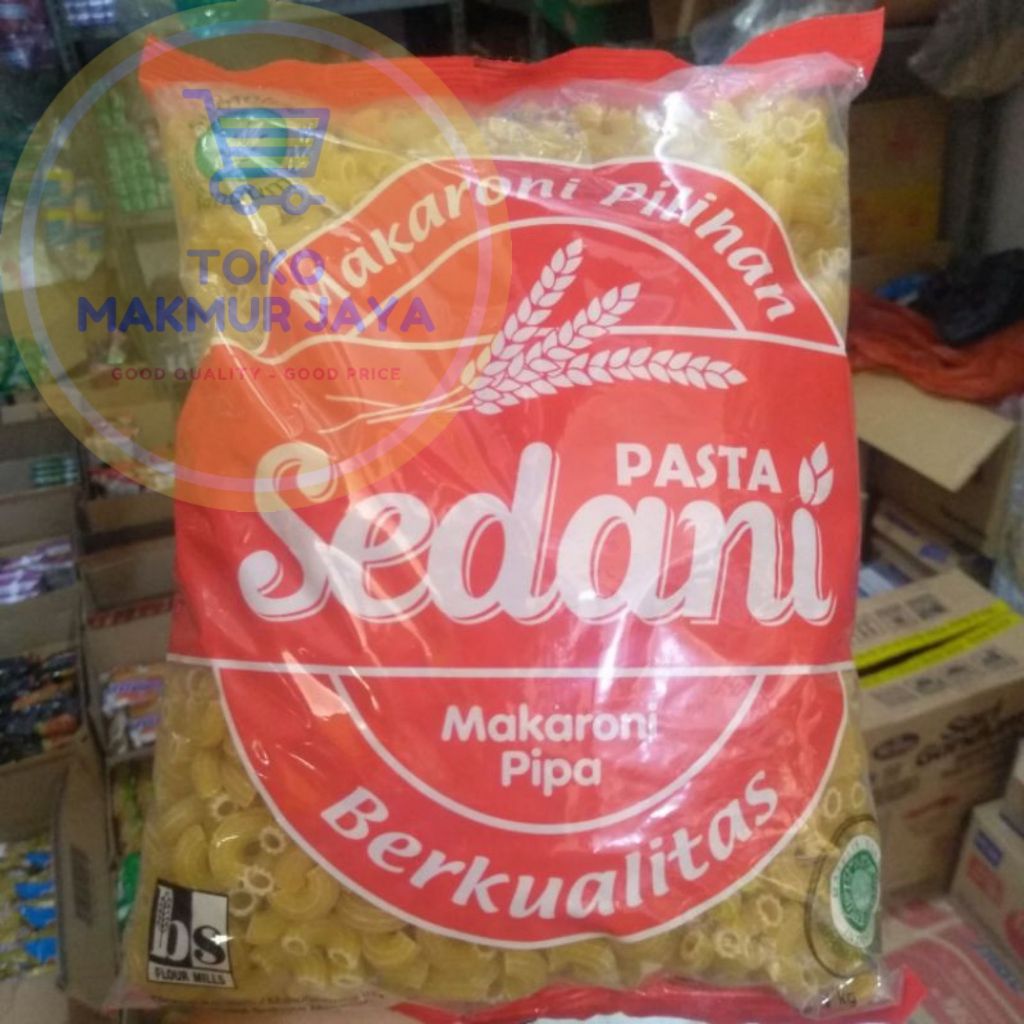 Makaroni Pilihan
TOKO
MAKMUR JAYA
GOOD QUALITY - GOOD PRICE
PASTA
Sedani
Makaroni
Pipa
Berkualitas
bs
FLOUR MILLS